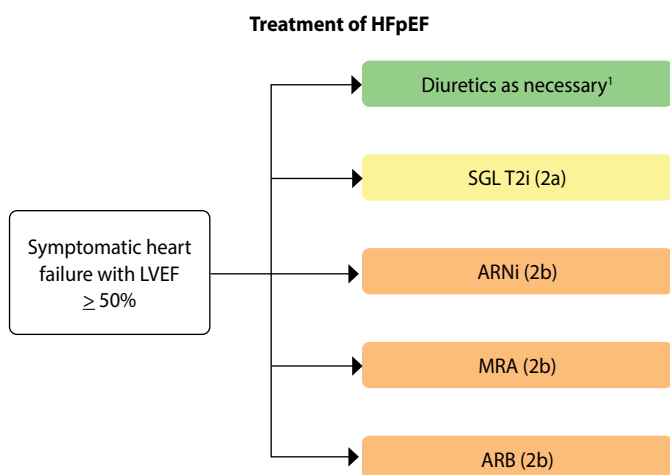 Treatment of HFpEF
Diuretics as necessary¹
SGL T2i (2a)
Symptomatic heart
failure with LVEF
≥ 50%
ARNi (2b)
MRA (2b)
ARB (2b)